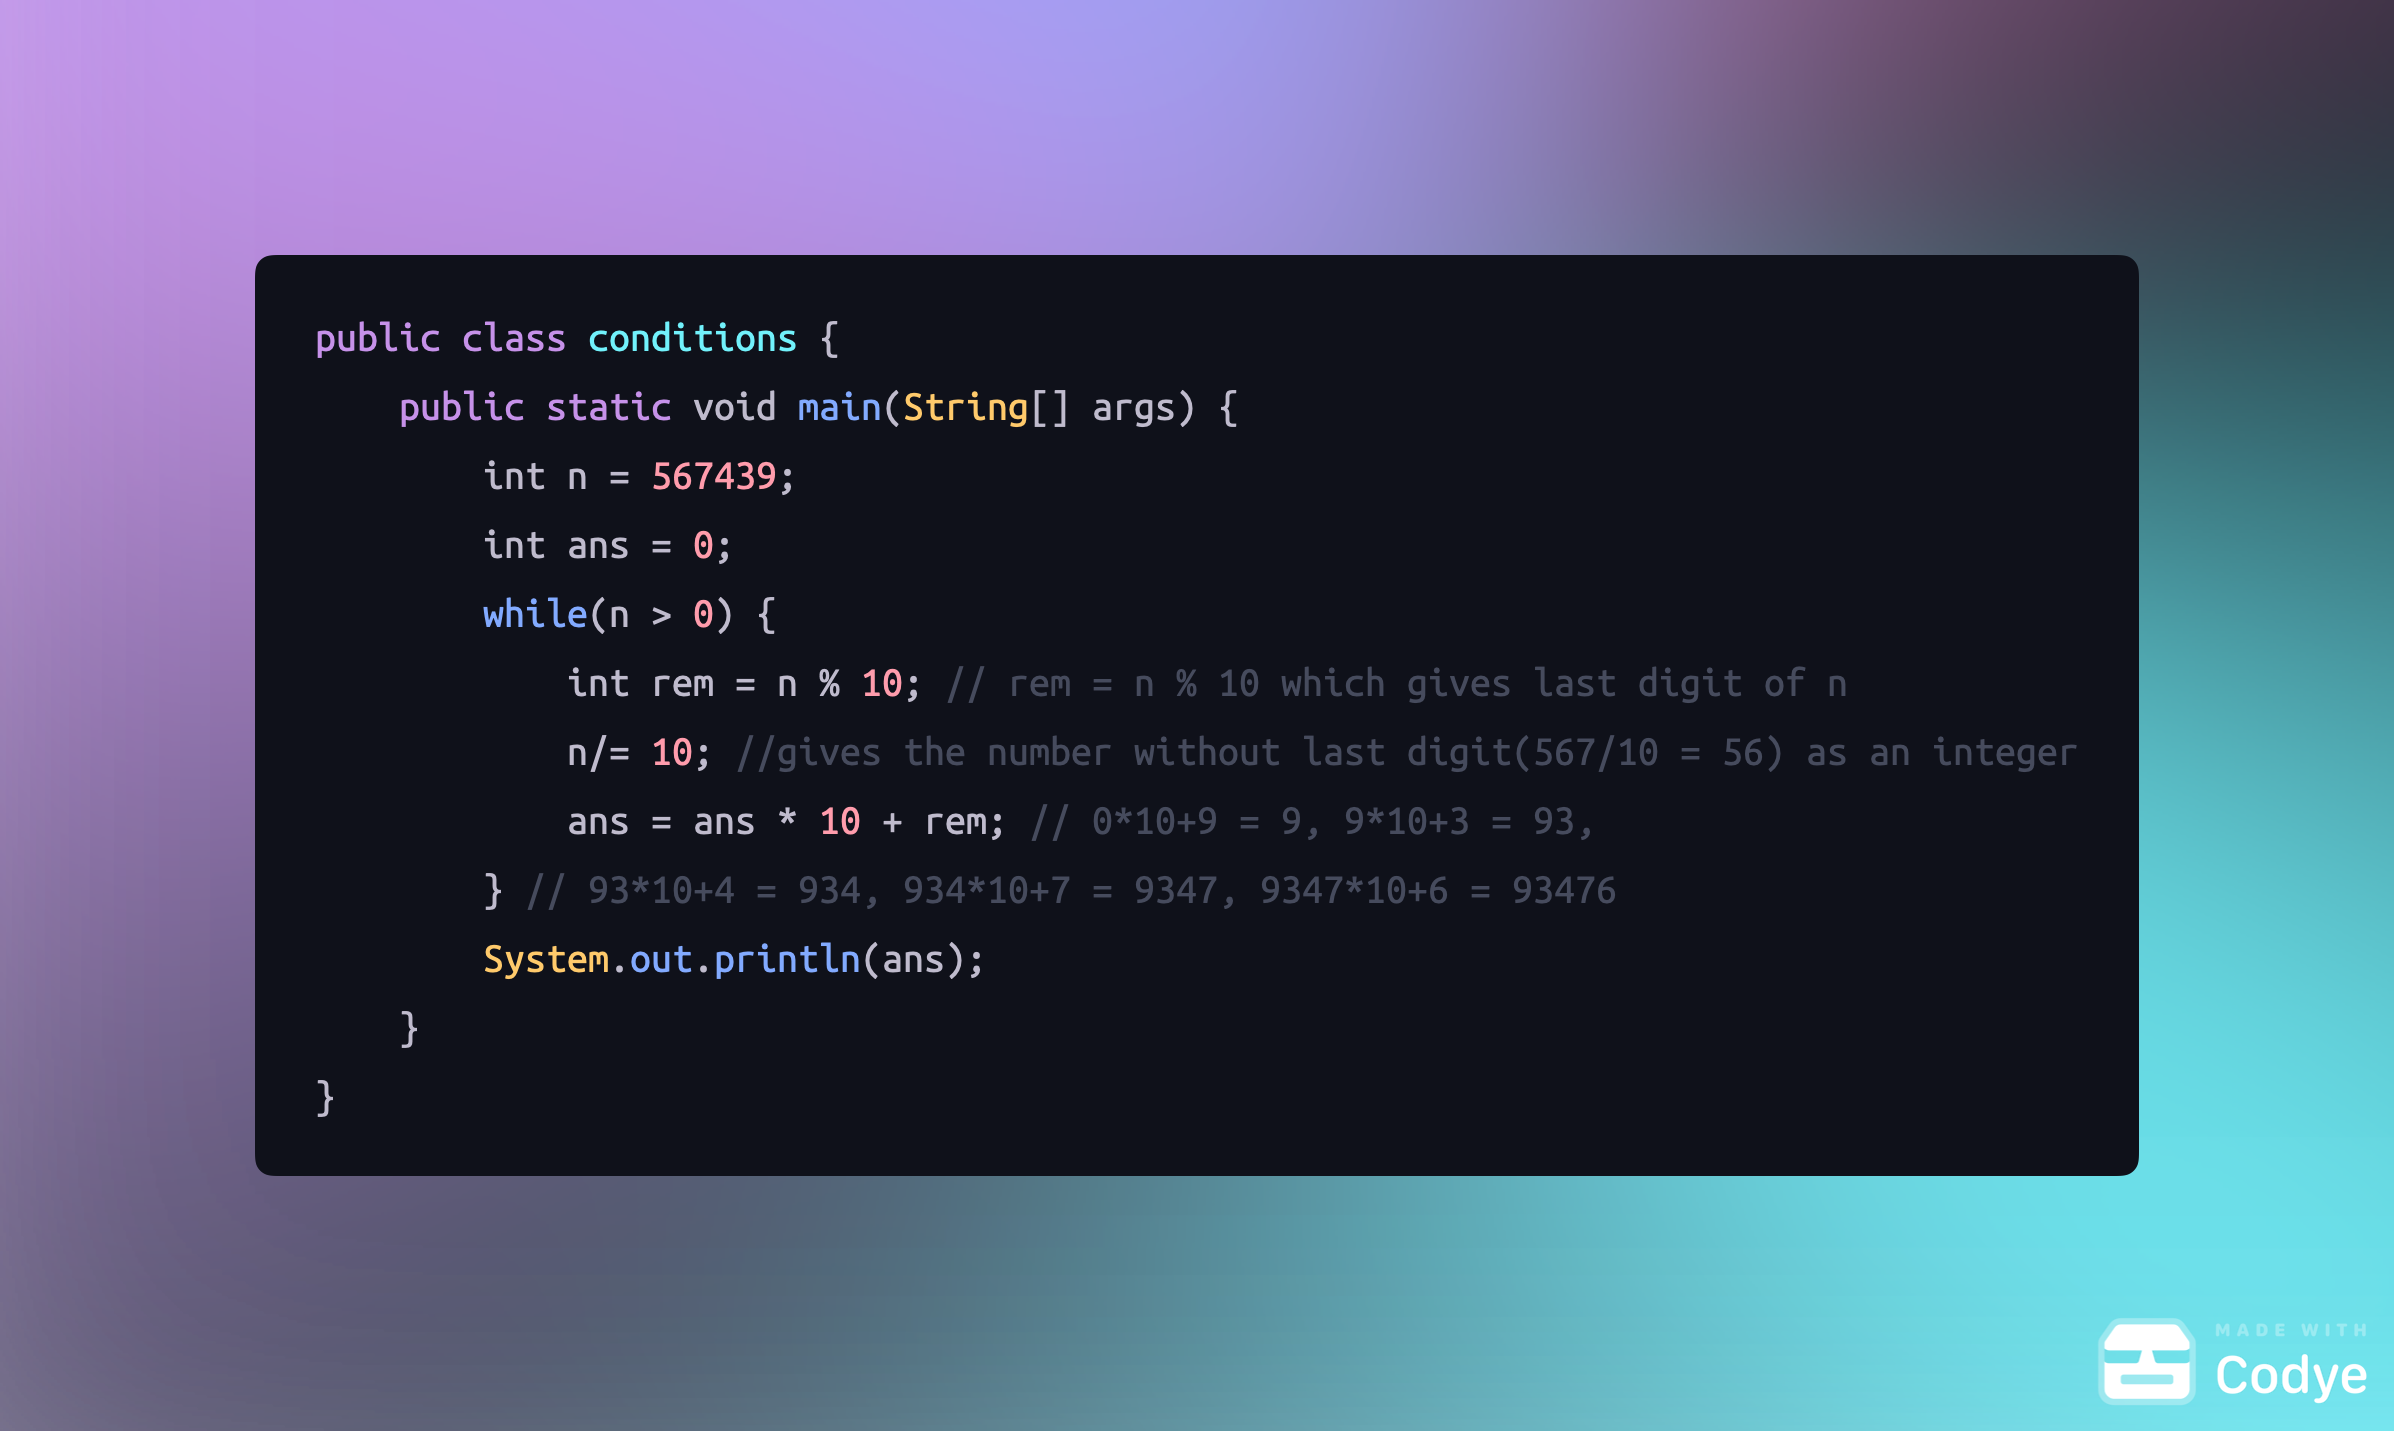 public class conditions {
    public static void main(String[] args) {
        int n = 567439;
        int ans = 0;
        while(n > 0) {
            int rem = n % 10; // rem = n % 10 which gives last digit of n
            n/= 10; //gives the number without last digit(567/10 = 56) as an integer
            ans = ans * 10 + rem; // 0*10+9 = 9, 9*10+3 = 93,
        } // 93*10+4 = 934, 934*10+7 = 9347, 9347*10+6 = 93476
        System.out.println(ans);
    }
}
MADE WITH
Codye